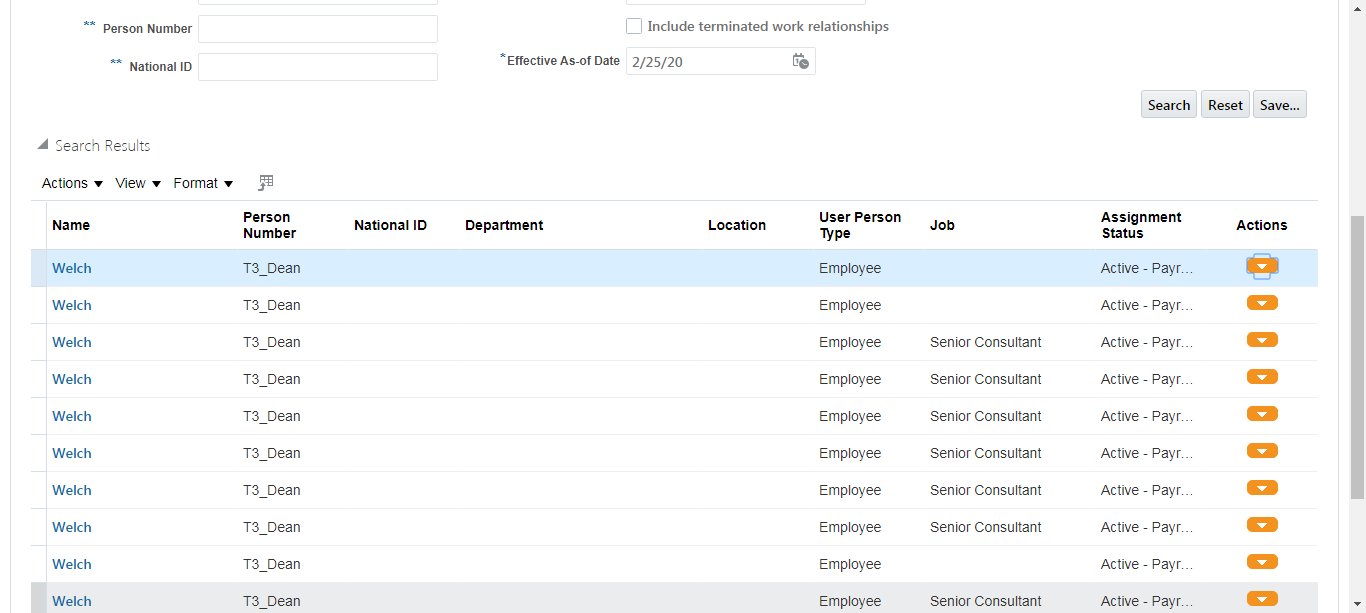 ** Person Number
Include terminated work relationships
** National ID
*Effective As-of Date 2/25/20
Search Reset Save...
Search Results
Actions View Format
Name Person Number National ID Department Location User Person Type Job Assignment Status Actions
Welch T3_Dean Employee Active - Payr...
Welch T3_Dean Employee Active - Payr...
Welch T3_Dean Employee Senior Consultant Active - Payr...
Welch T3_Dean Employee Senior Consultant Active - Payr...
Welch T3_Dean Employee Senior Consultant Active - Payr...
Welch T3_Dean Employee Senior Consultant Active - Payr...
Welch T3_Dean Employee Senior Consultant Active - Payr...
Welch T3_Dean Employee Senior Consultant Active - Payr...
Welch T3_Dean Employee Active - Payr...
Welch T3_Dean Employee Senior Consultant Active - Payr...